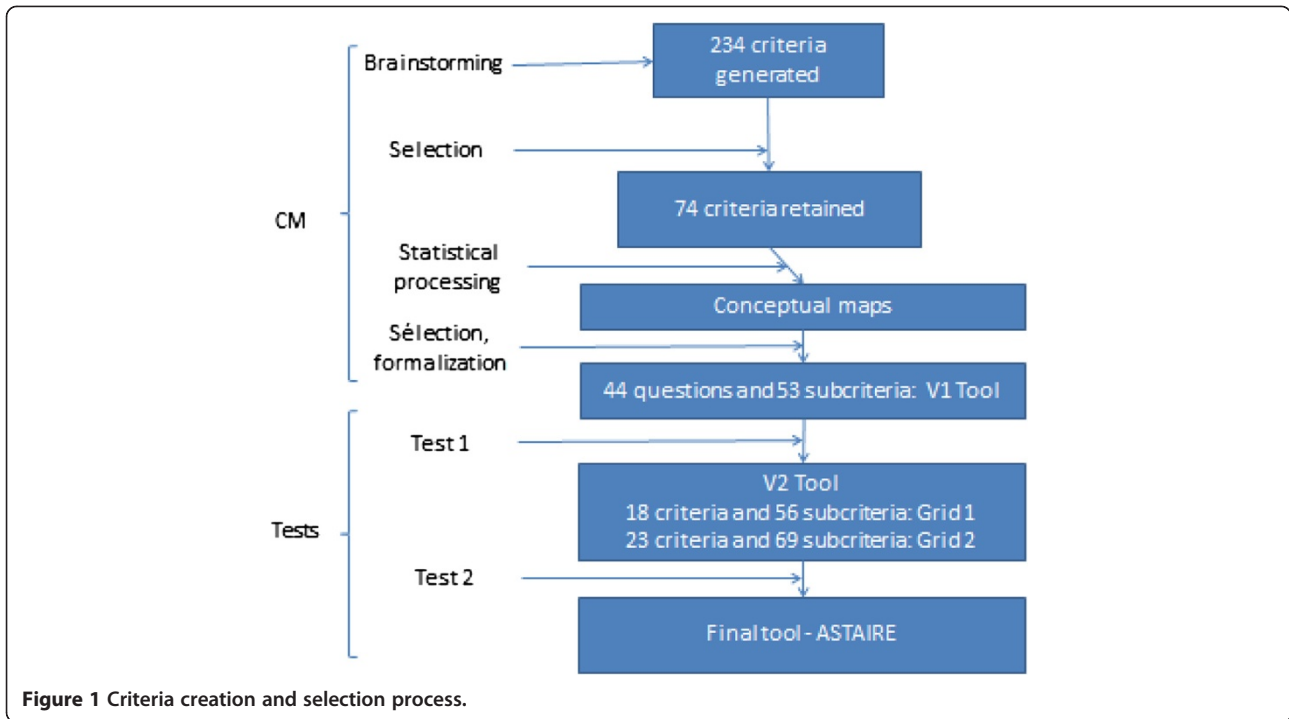 234 criteria
generated
Brainstorming
Selection
74 criteria retained
CM
Statistical
processing
Conceptual maps
Sélection,
formalization
44 questions and 53 subcriteria: V1 Tool
Test 1
V2 Tool
18 criteria and 56 subcriteria: Grid 1
23 criteria and 69 subcriteria: Grid 2
Tests
Test 2
Final tool - ASTAIRE
Figure 1 Criteria creation and selection process.